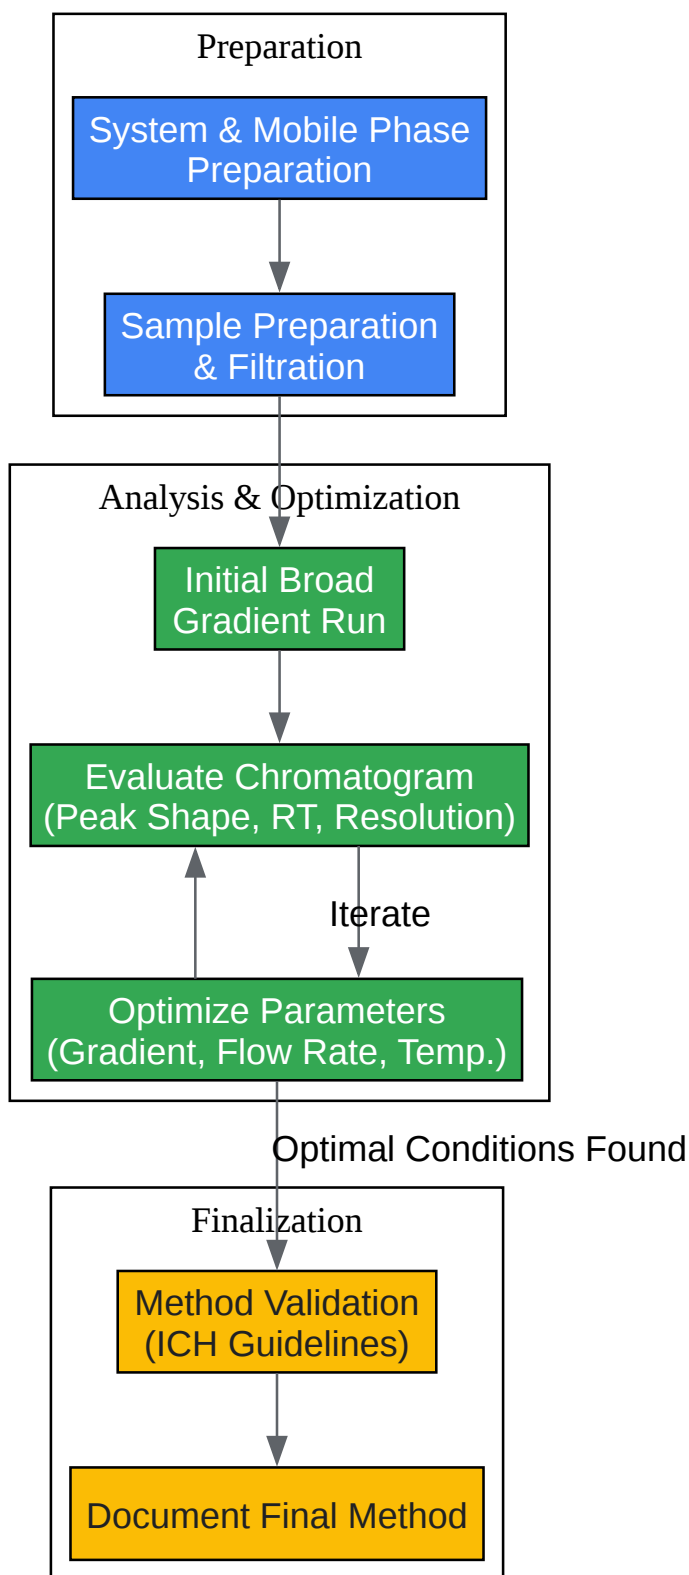 Preparation
System & Mobile Phase
Preparation
Sample Preparation
& Filtration
Analysis & Optimization
Initial Broad
Gradient Run
Evaluate Chromatogram
(Peak Shape, RT, Resolution)
Iterate
Optimize Parameters
(Gradient, Flow Rate, Temp.)
Optimal Conditions Found
Finalization
Method Validation
(ICH Guidelines)
Document Final Method